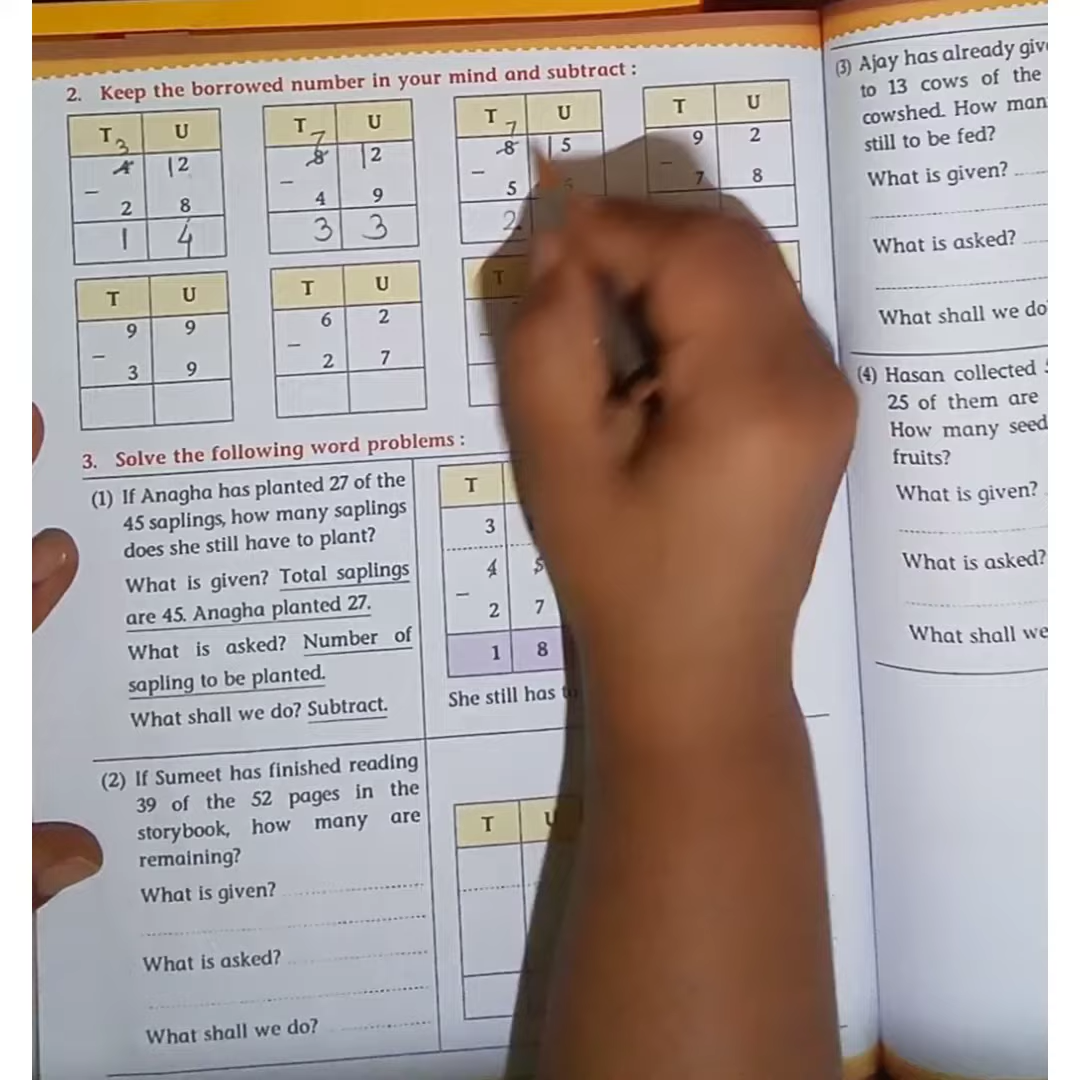 2. Keep the borrowed number in your mind and subtract :
T U
3
4 12
- 2 8
1 4
T U
7
8 12
- 4 9
3 3
T U
7
8 15
- 5
2
T U
9 2
- 7 8
T U
9 9
- 3 9
T U
6 2
- 2 7
T
-
3. Solve the following word problems :
(1) If Anagha has planted 27 of the
45 saplings, how many saplings
does she still have to plant?
What is given? Total saplings
are 45. Anagha planted 27.
What is asked? Number of
sapling to be planted.
What shall we do? Subtract.
T
3
4 5
- 2 7
1 8
She still has
(2) If Sumeet has finished reading
39 of the 52 pages in the
storybook, how many are
remaining?
What is given?
What is asked?
What shall we do?
T U
(3) Ajay has already
to 13 cows of the
cowshed. How
still to be fed?
What is given?
What is asked?
What shall we do
(4) Hasan collected
25 of them are
How many
fruits?
What is given?
What is asked?
What shall we